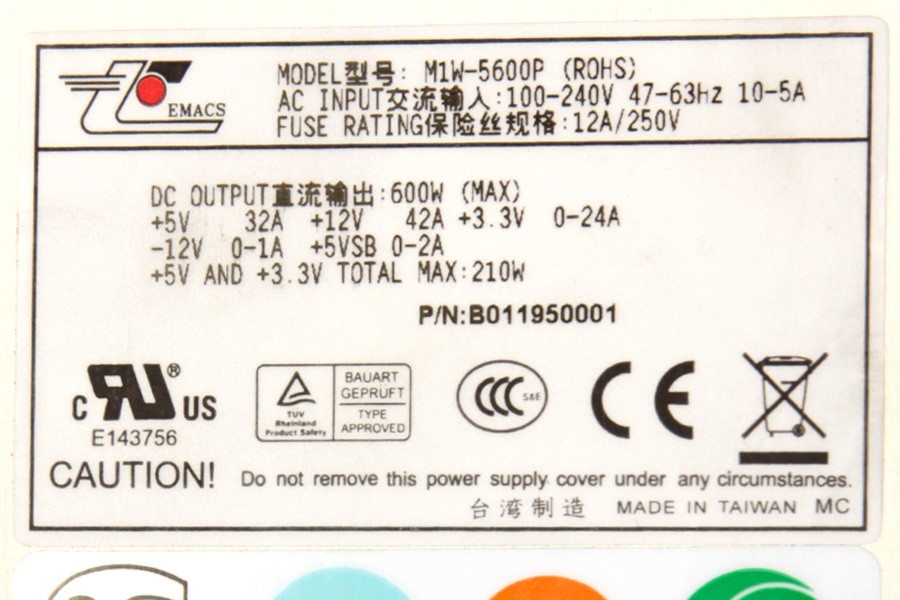 EMACS
MODEL型号: M1W-5600P (ROHS)
AC INPUT交流输入:100-240V 47-63Hz 10-5A
FUSE RATING保险丝规格:12A/250V
DC OUTPUT直流输出:600W (MAX)
+5V 32A +12V 42A +3.3V 0-24A
-12V 0-1A +5VSB 0-2A
+5V AND +3.3V TOTAL MAX:210W
P/N:B011950001
C RU® US
E143756
TÜV
Rheinland
Product Safety
BAUART
GEPRÜFT
TYPE
APPROVED
CCC S&E
CE
CAUTION! Do not remove this power supply cover under any circumstances.
台湾制造 MADE IN TAIWAN MC